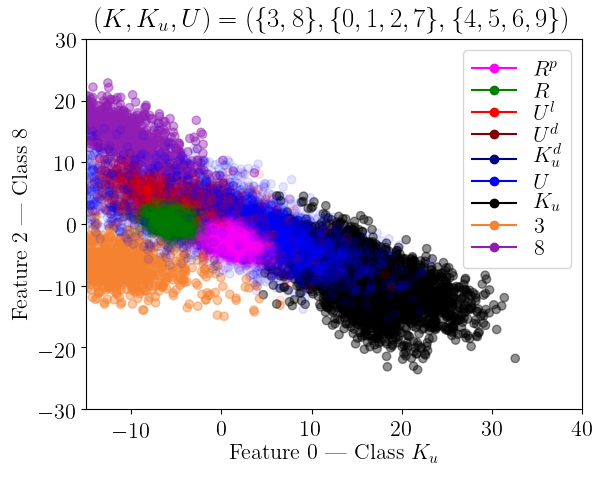 (K, K_u, U) = ({3, 8}, {0, 1, 2, 7}, {4, 5, 6, 9})
30
20
10
0
−10
−20
−30
Feature 2 — Class 8
R^p
R
U^l
U^d
K_u^d
U
K_u
3
8
−10
0
10
20
30
40
Feature 0 — Class K_u